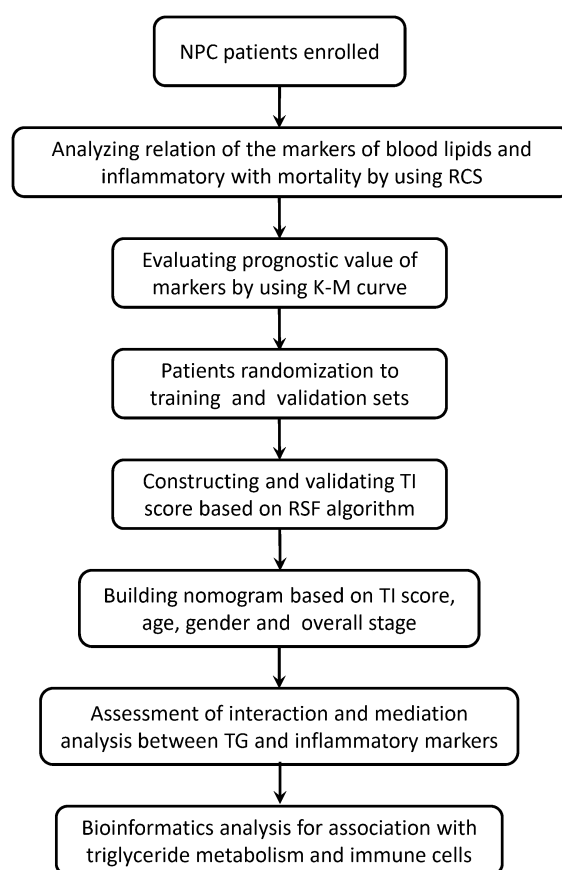 NPC patients enrolled
Analyzing relation of the markers of blood lipids and
inflammatory with mortality by using RCS
Evaluating prognostic value of
markers by using K-M curve
Patients randomization to
training and validation sets
Constructing and validating TI
score based on RSF algorithm
Building nomogram based on TI score,
age, gender and overall stage
Assessment of interaction and mediation
analysis between TG and inflammatory markers
Bioinformatics analysis for association with
triglyceride metabolism and immune cells